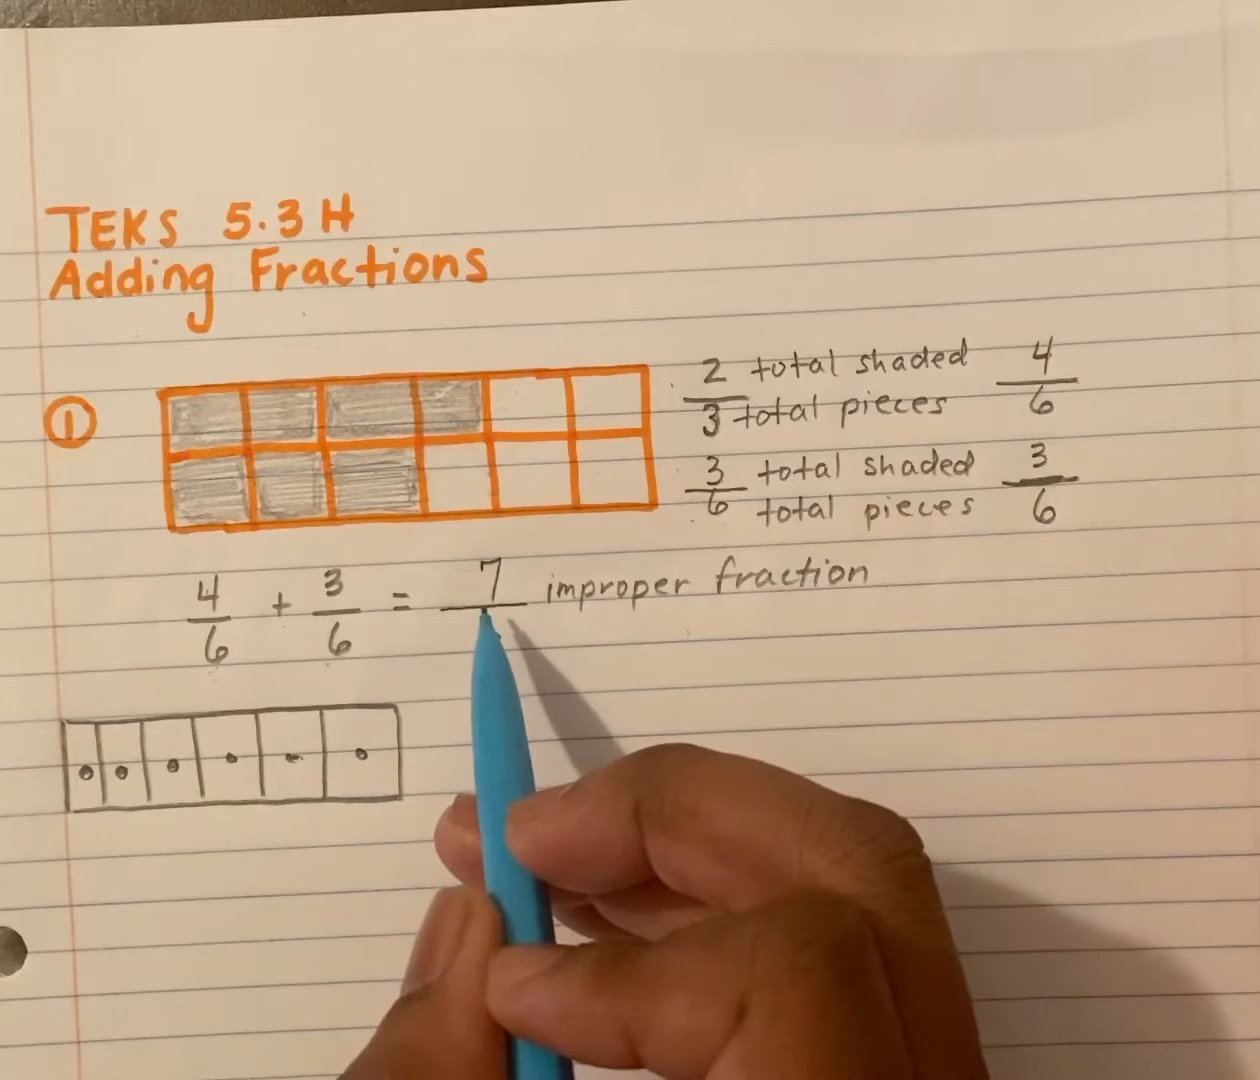 TEKS 5.3 H
Adding Fractions
①
2 total shaded 4
3 total pieces 6
3 total shaded 3
6 total pieces 6
4 + 3 = 7 improper fraction
6 6